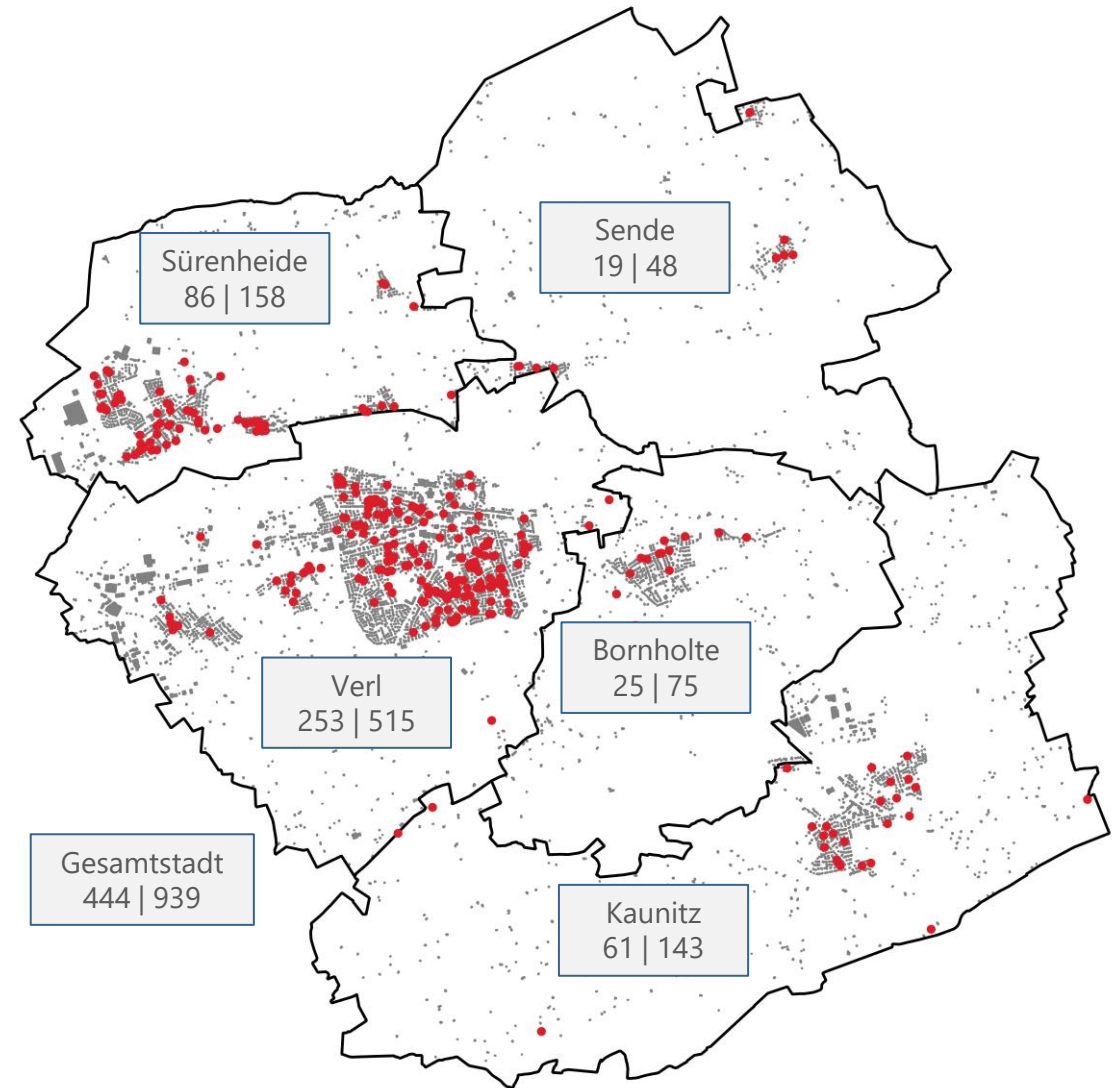 Sende
19 | 48
Sürenheide
86 | 158
Bornholte
25 | 75
Verl
253 | 515
Gesamtstadt
444 | 939
Kaunitz
61 | 143